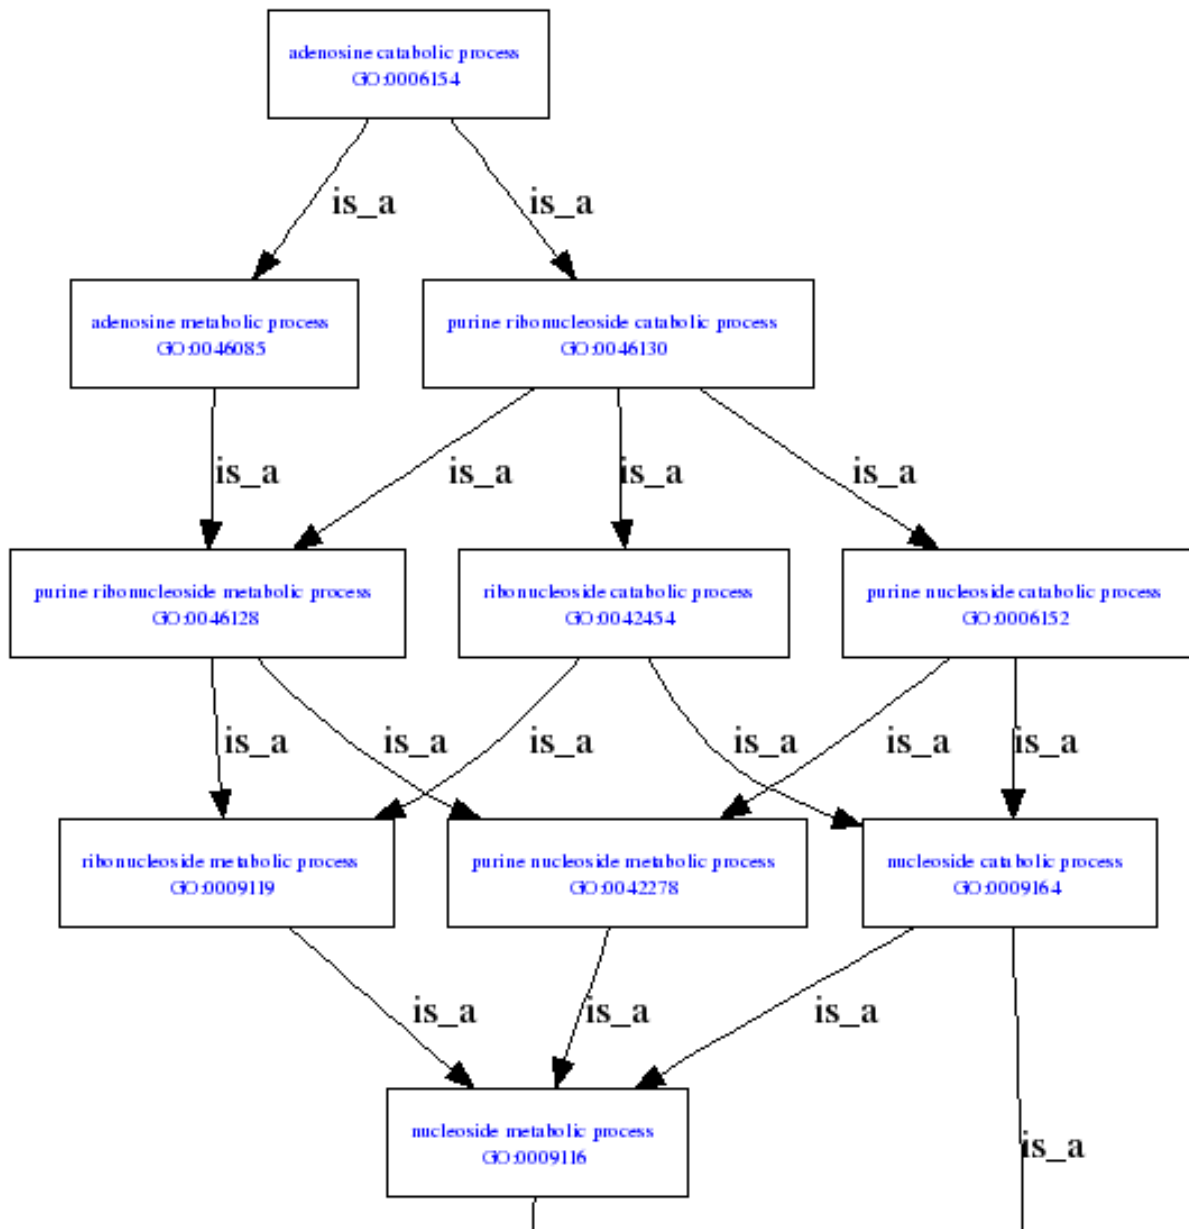 adenosine catabolic process
GO:0006154
is_a is_a
adenosine metabolic process
GO:0046085
purine ribonucleoside catabolic process
GO:0046130
is_a is_a is_a is_a
purine ribonucleoside metabolic process
GO:0046128
ribonucleoside catabolic process
GO:0042454
purine nucleoside catabolic process
GO:0006152
is_a is_a is_a is_a is_a is_a
ribonucleoside metabolic process
GO:0009119
purine nucleoside metabolic process
GO:0042278
nucleoside catabolic process
GO:0009164
is_a is_a is_a
nucleoside metabolic process
GO:0009116
is_a